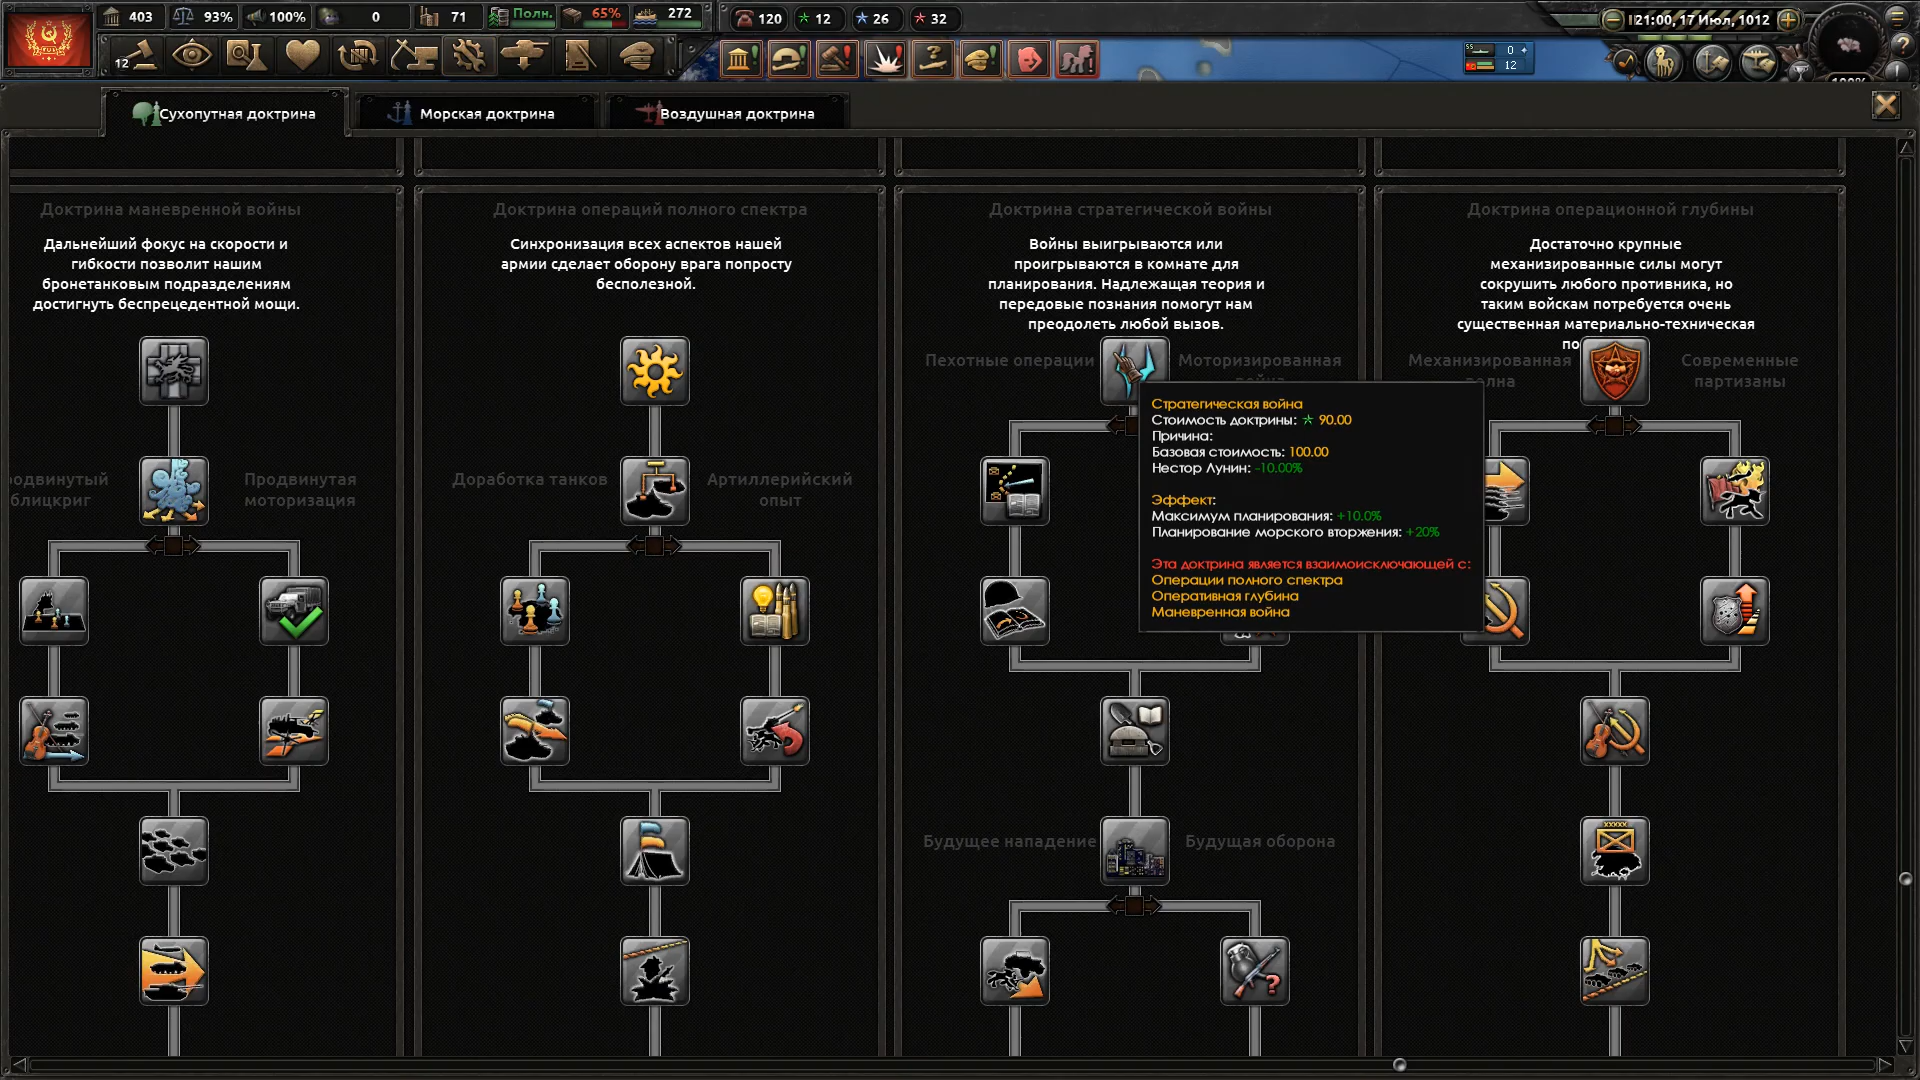 403
93%
100%
0
71
Полн.
65%
272
120
12
26
32
21:00, 17 Июл, 1012
12
0
12
100%
Сухопутная доктрина
Морская доктрина
Воздушная доктрина
Доктрина маневренной войны
Дальнейший фокус на скорости и
гибкости позволит нашим
бронетанковым подразделениям
достигнуть беспрецедентной мощи.
Продвинутая
моторизация
блицкриг
Доктрина операций полного спектра
Синхронизация всех аспектов нашей
армии сделает оборону врага попросту
бесполезной.
Доработка танков
Артиллерийский
опыт
Доктрина стратегической войны
Войны выигрываются или
проигрываются в комнате для
планирования. Надлежащая теория и
передовые познания помогут нам
преодолеть любой вызов.
Пехотные операции
Моторизированная
Стратегическая война
Стоимость доктрины: 90.00
Причина:
Базовая стоимость: 100.00
Нестор Лунин: -10.00%
Эффект:
Максимум планирования: +10.0%
Планирование морского вторжения: +20%
Эта доктрина является взаимоисключающей с:
Операции полного спектра
Оперативная глубина
Маневренная война
Будущее нападение
Будущая оборона
Доктрина операционной глубины
Достаточно крупные
механизированные силы могут
сокрушить любого противника, но
таким войскам потребуется очень
существенная материально-техническая
Механизированная
Современные
партизаны